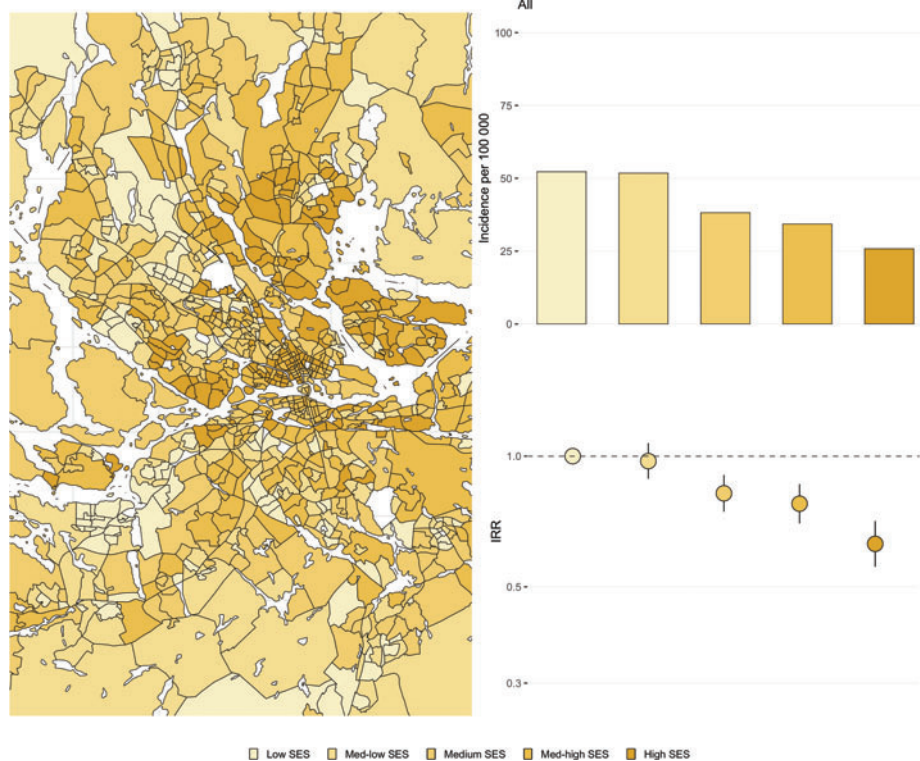 All
100
75
50
25
0
Incidence per 100 000
1.0
0.5
0.3
IRR
Low SES
Med-low SES
Medium SES
Med-high SES
High SES